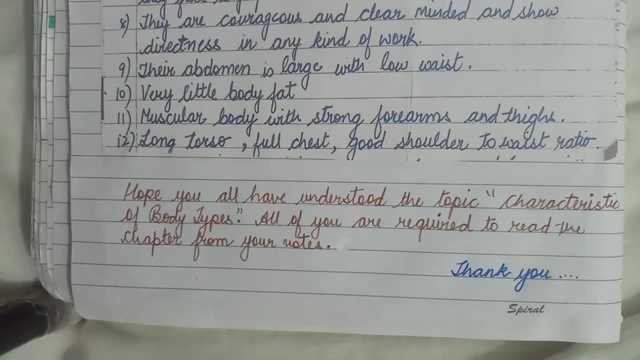 8) They are courageous and clear minded and show
directness in any kind of work.
9) Their abdomen is large with low waist.
10) Very little body fat
11) Muscular body with strong forearms and thighs.
12) Long torso, full chest, good shoulder to waist ratio.
Hope you all have understood the topic "characteristic
of Body Types." All of you are required to read the
chapter from your notes.
Thank you ....
Spiral